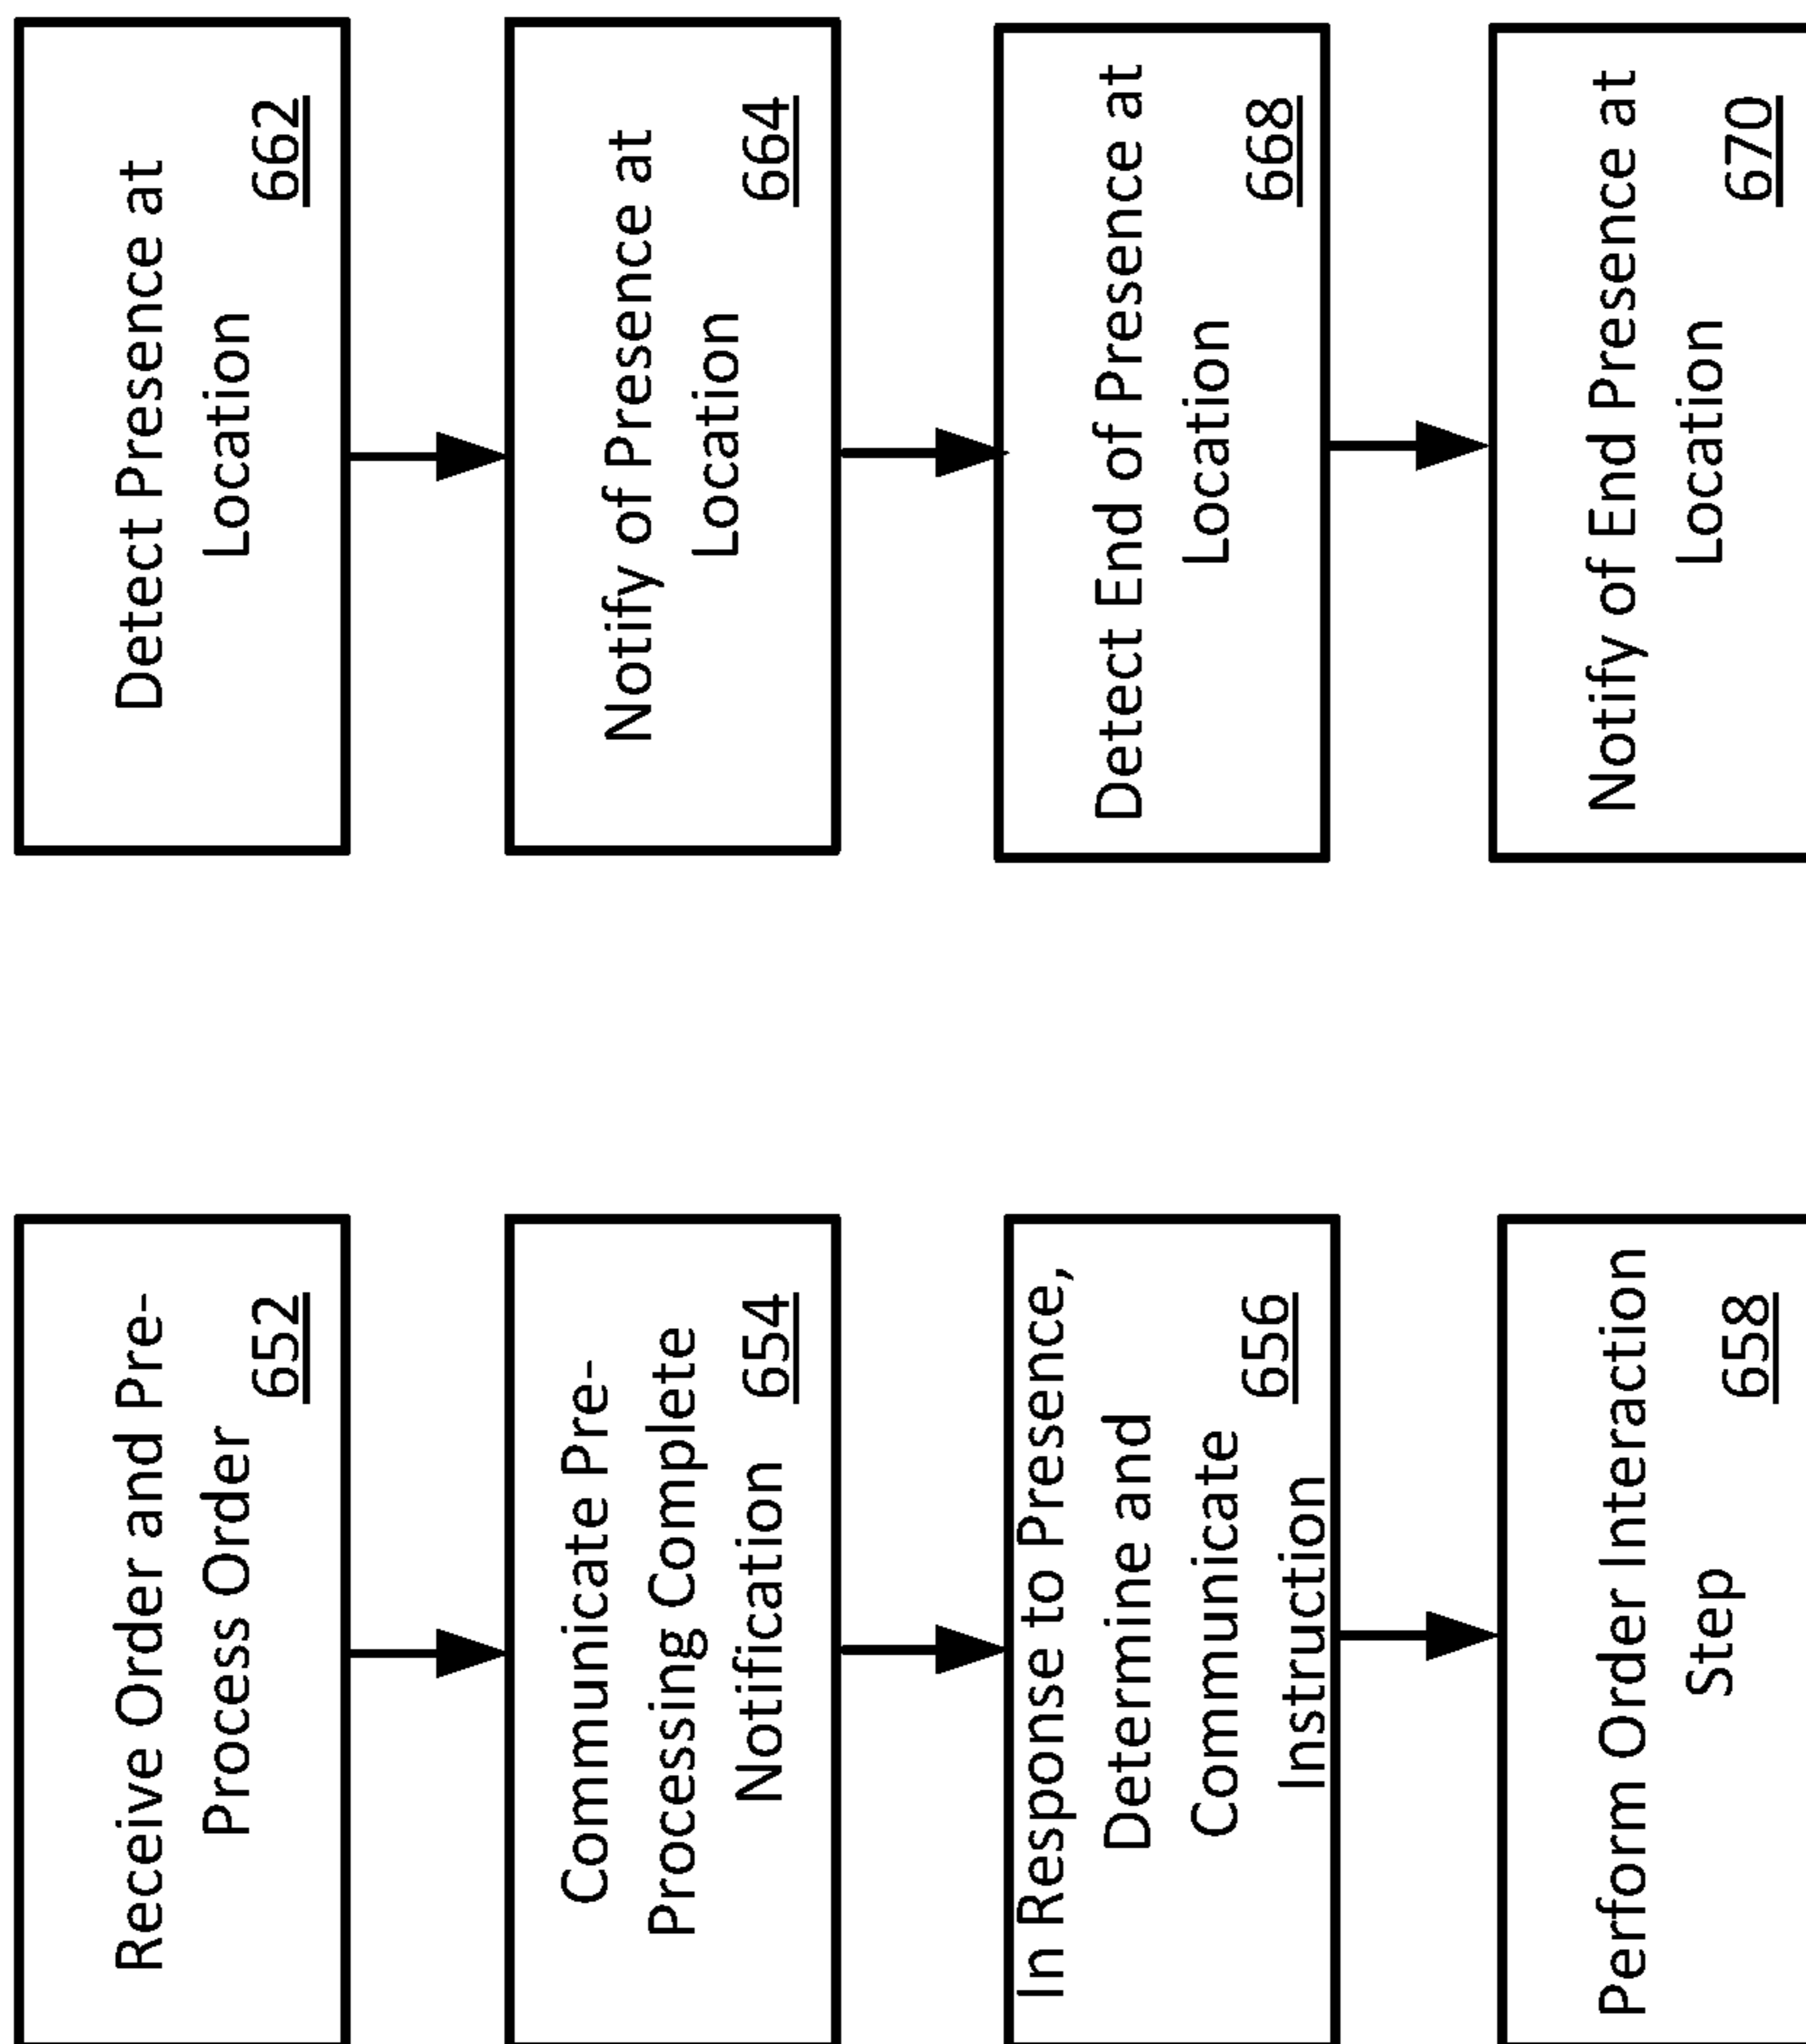 Receive Order and Pre-
Process Order
652
Communicate Pre-
Processing Complete
Notification 654
In Response to Presence,
Determine and
Communicate 656
Instruction
Perform Order Interaction
Step
658
Detect Presence at
Location
662
Notify of Presence at
Location
664
Detect End of Presence at
Location
668
Notify of End Presence at
Location
670